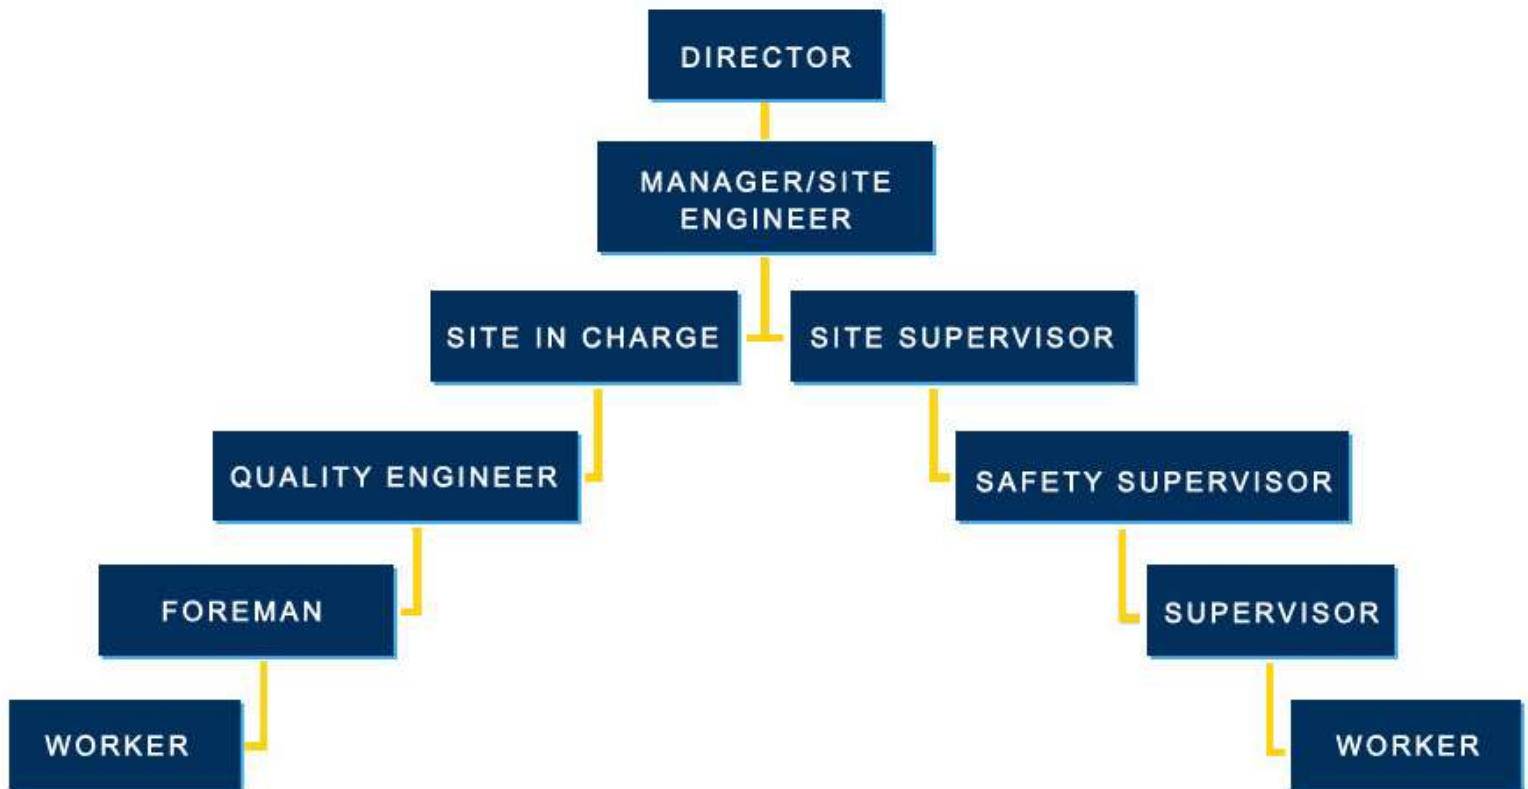 DIRECTOR
MANAGER/SITE
ENGINEER
SITE IN CHARGE
SITE SUPERVISOR
QUALITY ENGINEER
SAFETY SUPERVISOR
FOREMAN
SUPERVISOR
WORKER
WORKER